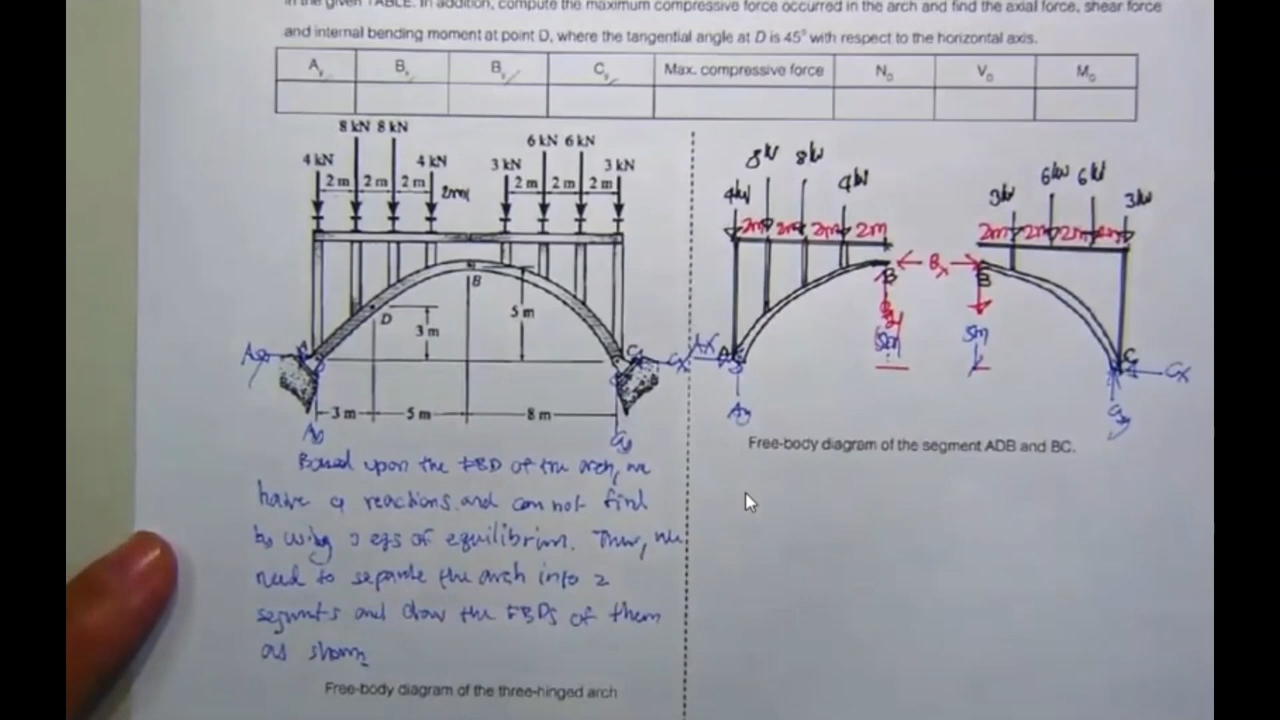 in the given TABLE. In addition, compute the maximum compressive force occurred in the arch and find the axial force, shear force
and internal bending moment at point D, where the tangential angle at D is 45° with respect to the horizontal axis.
Ay Bx By Cy Max. compressive force ND VD MD
8 kN 8 kN
6 kN 6 kN
4 kN 4 kN 3 kN 3 kN
2 m 2 m 2 m 2m 2 m 2 m 2 m
B
D
5 m
3 m
Ax Cx
3 m 5 m 8 m
Ay Cy
Based upon the FBD of the arch, we
have 4 reactions and can not find
by using 3 eqs of equilibrium. Thus, we
need to separate the arch into 2
segments and draw the FBDs of them
as shown
Free-body diagram of the three-hinged arch
8kN 8kN
4kN 4kN
6kN 6kN
3kN 3kN
2m 2m 2m 2m 2m 2m 2m
Bx
B B
By
5m 5m
Ax A C Cx
Ay Cy
Free-body diagram of the segment ADB and BC.